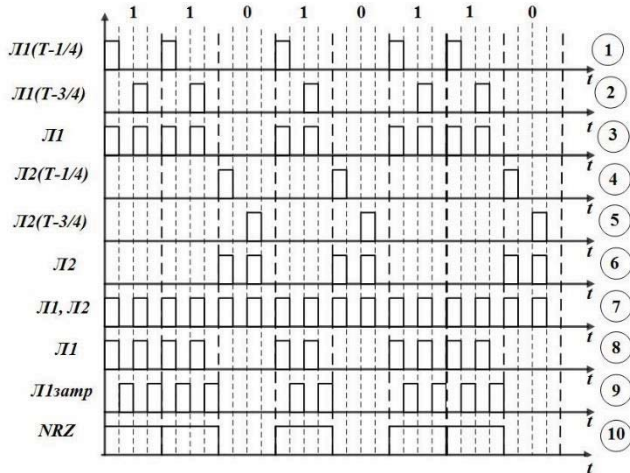 1 1 0 1 0 1 1 0
Л1(Т-1/4) t 1
Л1(Т-3/4) t 2
Л1 t 3
Л2(Т-1/4) t 4
Л2(Т-3/4) t 5
Л2 t 6
Л1, Л2 t 7
Л1 t 8
Л1затр t 9
NRZ t 10